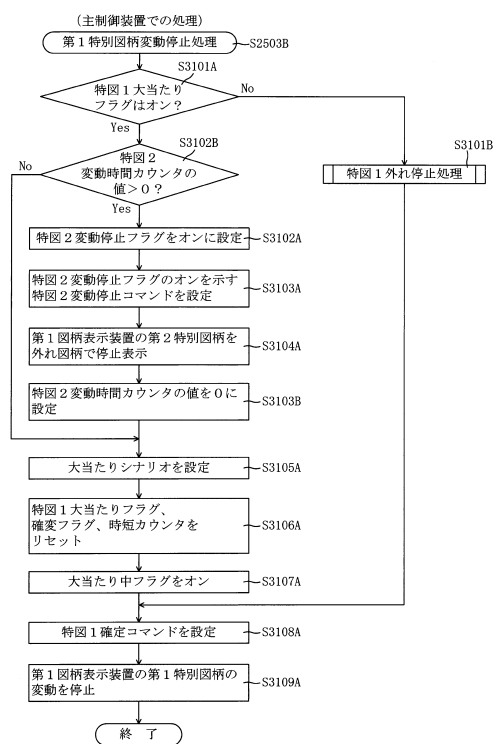 (主制御装置での処理)
第1特別図柄変動停止処理
S2503B
特図1大当たり
フラグはオン?
S3101A
No
Yes
特図2
変動時間カウンタの
値>0?
S3102B
No
Yes
特図1外れ停止処理
S3101B
特図2変動停止フラグをオンに設定
S3102A
特図2変動停止フラグのオンを示す
特図2変動停止コマンドを設定
S3103A
第1図柄表示装置の第2特別図柄を
外れ図柄で停止表示
S3104A
特図2変動時間カウンタの値を0に
設定
S3103B
大当たりシナリオを設定
S3105A
特図1大当たりフラグ、
確変フラグ、時短カウンタを
リセット
S3106A
大当たり中フラグをオン
S3107A
特図1確定コマンドを設定
S3108A
第1図柄表示装置の第1特別図柄の
変動を停止
S3109A
終 了